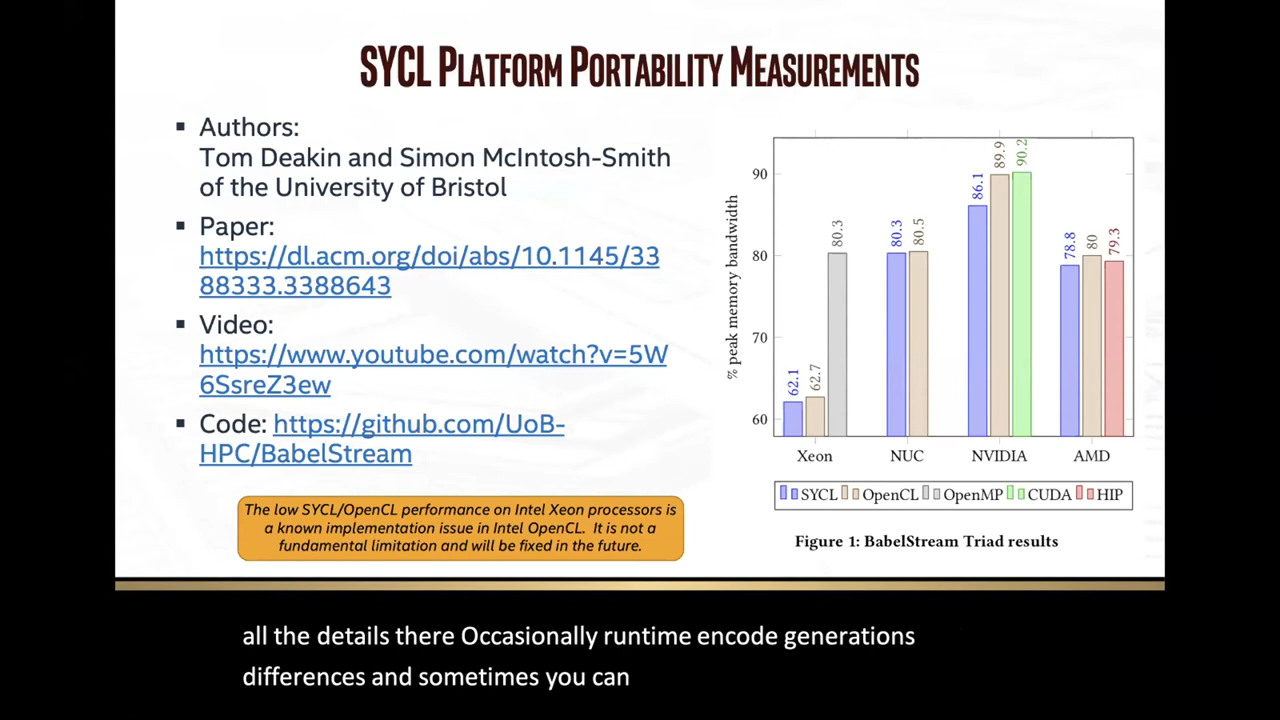 SYCL PLATFORM PORTABILITY MEASUREMENTS
▪ Authors:
Tom Deakin and Simon McIntosh-Smith
of the University of Bristol
▪ Paper:
https://dl.acm.org/doi/abs/10.1145/33
88333.3388643
▪ Video:
https://www.youtube.com/watch?v=5W
6SsreZ3ew
▪ Code: https://github.com/UoB-
HPC/BabelStream
The low SYCL/OpenCL performance on Intel Xeon processors is
a known implementation issue in Intel OpenCL. It is not a
fundamental limitation and will be fixed in the future.
% peak memory bandwidth
90
80
70
60
62.1
62.7
80.3
80.3
80.5
86.1
89.9
90.2
78.8
80
79.3
Xeon NUC NVIDIA AMD
SYCL OpenCL OpenMP CUDA HIP
Figure 1: BabelStream Triad results
all the details there Occasionally runtime encode generations
differences and sometimes you can